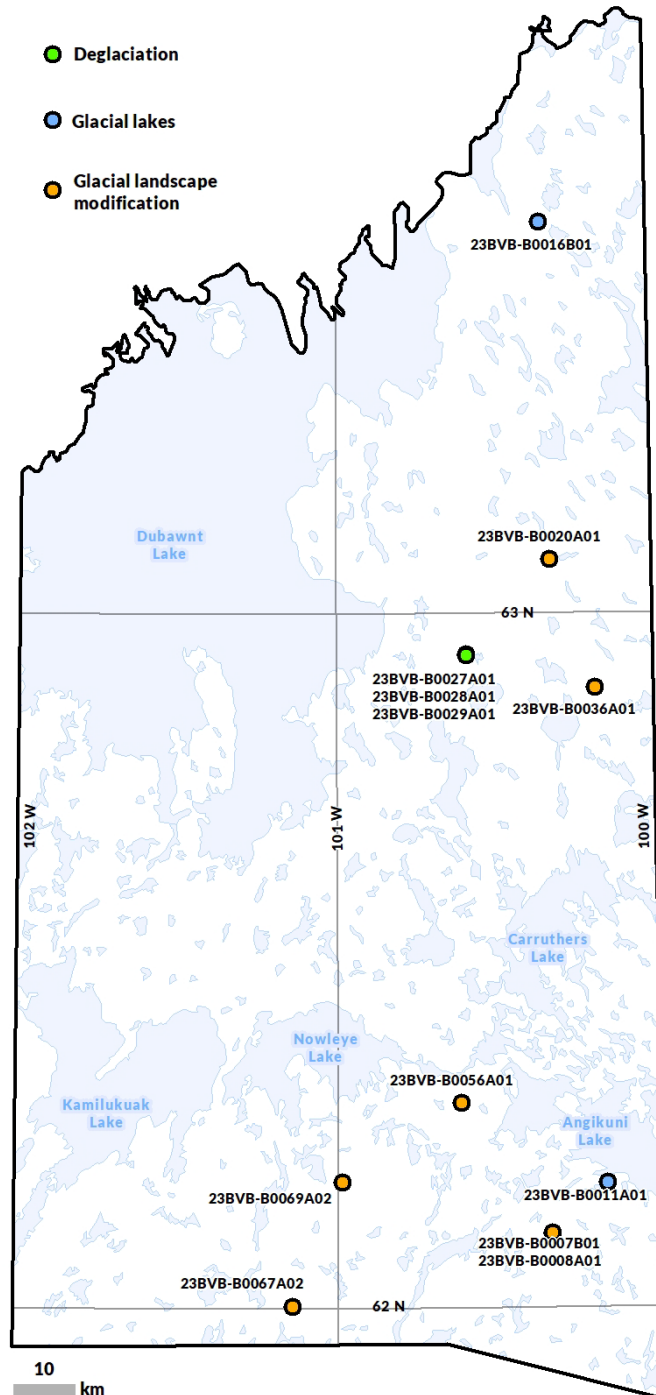 Deglaciation
Glacial lakes
Glacial landscape
modification
23BVB-B0016B01
Dubawnt
Lake
23BVB-B0020A01
63 N
23BVB-B0027A01
23BVB-B0028A01
23BVB-B0029A01
23BVB-B0036A01
102 W
101 W
100 W
Carruthers
Lake
Nowleye
Lake
23BVB-B0056A01
Kamilukuak
Lake
Angikuni
Lake
23BVB-B0069A02
23BVB-B0011A01
23BVB-B0007B01
23BVB-B0008A01
23BVB-B0067A02
62 N
10
km